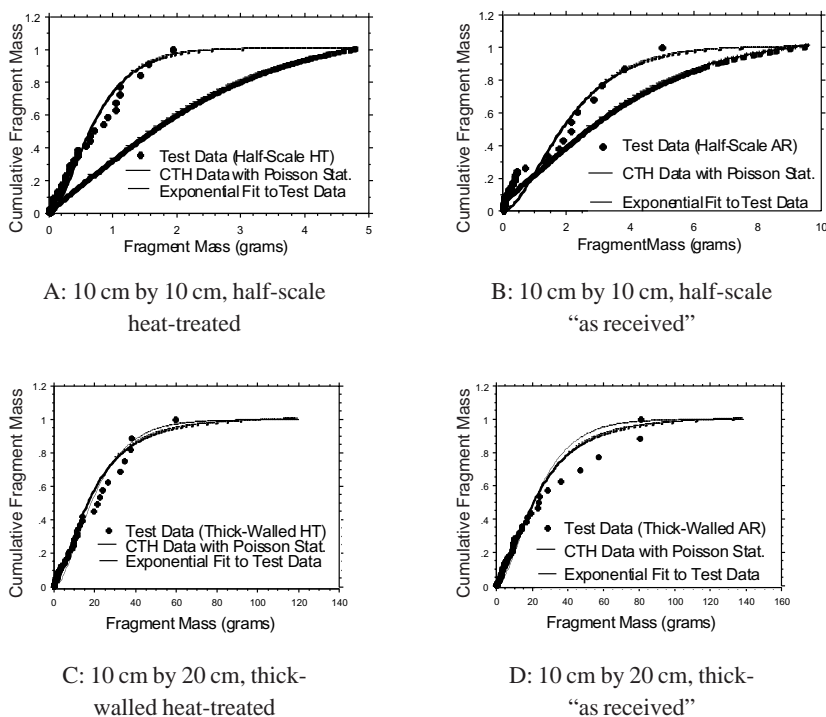 1.2
1
.8
.6
.4
.2
0
Cumulative Fragment Mass
Test Data (Half-Scale HT)
CTH Data with Poisson Stat.
Exponential Fit to Test Data
0 1 2 3 4 5
Fragment Mass (grams)
A: 10 cm by 10 cm, half-scale
heat-treated
1.2
1
.8
.6
.4
.2
0
Cumulative Fragment Mass
Test Data (Half-Scale AR)
CTH Data with Poisson Stat.
Exponential Fit to Test Data
0 2 4 6 8 10
FragmentMass (grams)
B: 10 cm by 10 cm, half-scale
“as received”
1.2
1
.8
.6
.4
.2
0
Cumulative Fragment Mass
Test Data (Thick-Walled HT)
CTH Data with Poisson Stat.
Exponential Fit to Test Data
0 20 40 60 80 100 120 140
Fragment Mass (grams)
C: 10 cm by 20 cm, thick-
walled heat-treated
1.2
1
.8
.6
.4
.2
0
Cumulative Fragment Mass
Test Data (Thick-Walled AR)
CTH Data with Poisson Stat.
Exponential Fit to Test Data
0 20 40 60 80 100 120 140 160
Fragment Mass (grams)
D: 10 cm by 20 cm, thick-
“as received”